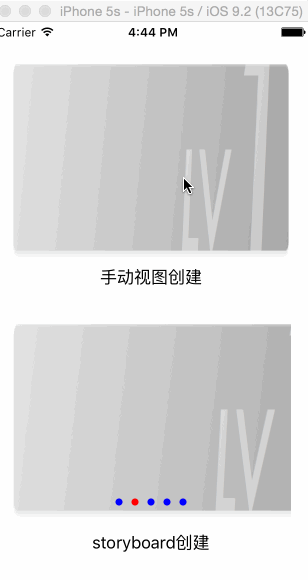 iPhone 5s - iPhone 5s / iOS 9.2 (13C75)
Carrier 4:44 PM
LV 1
手动视图创建
LV
storyboard创建